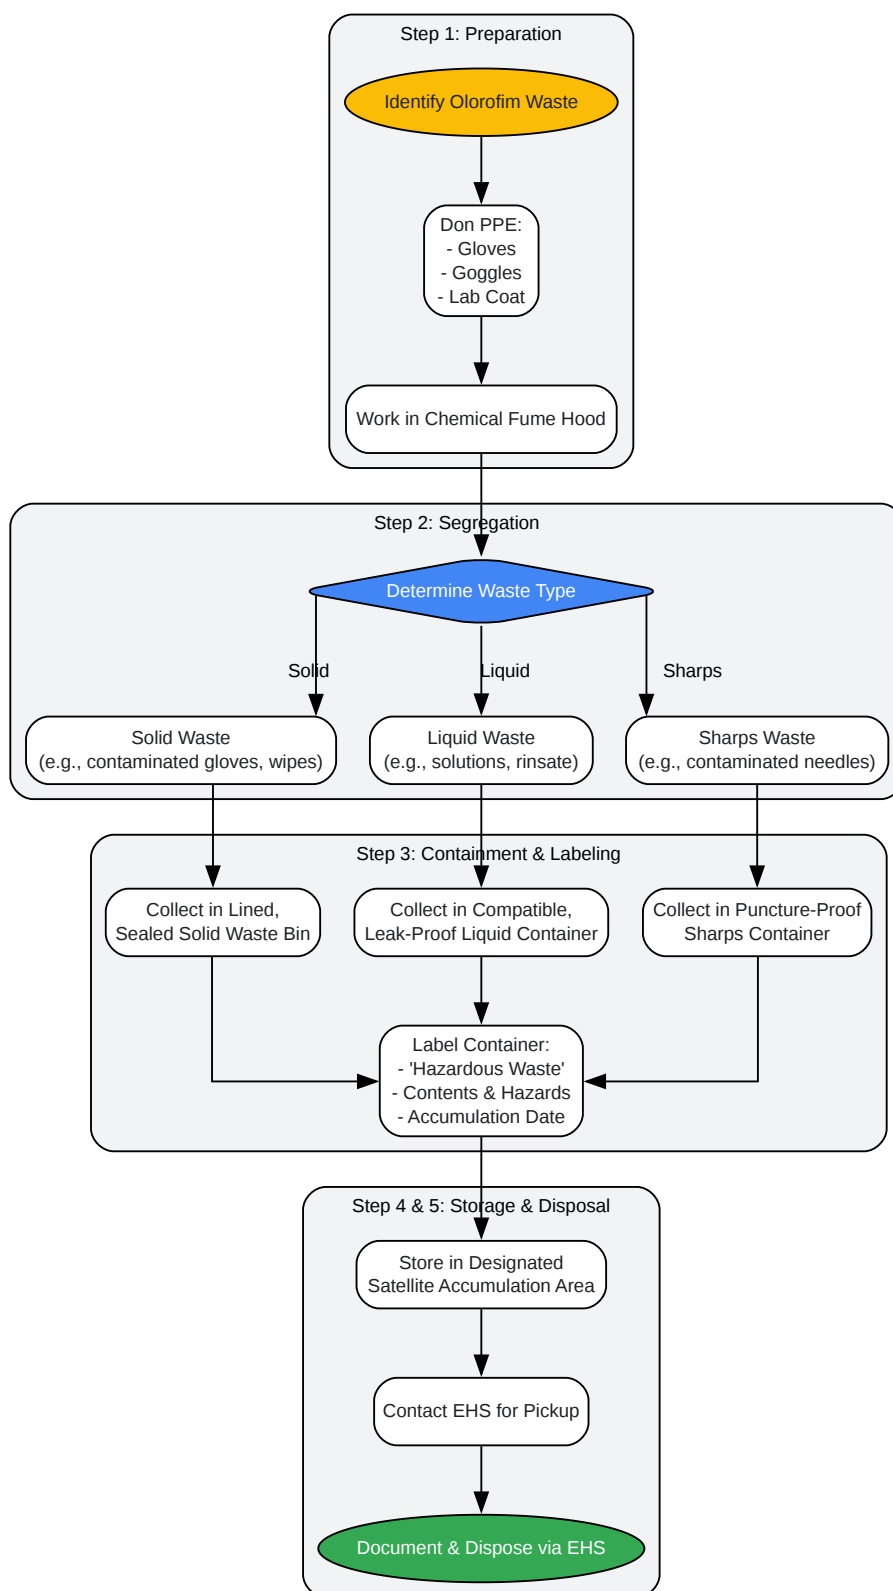 Step 1: Preparation
Identify Olorofim Waste
Don PPE:
- Gloves
- Goggles
- Lab Coat
Work in Chemical Fume Hood
Step 2: Segregation
Determine Waste Type
Solid
Liquid
Sharps
Solid Waste
(e.g., contaminated gloves, wipes)
Liquid Waste
(e.g., solutions, rinsate)
Sharps Waste
(e.g., contaminated needles)
Step 3: Containment & Labeling
Collect in Lined,
Sealed Solid Waste Bin
Collect in Compatible,
Leak-Proof Liquid Container
Collect in Puncture-Proof
Sharps Container
Label Container:
- 'Hazardous Waste'
- Contents & Hazards
- Accumulation Date
Step 4 & 5: Storage & Disposal
Store in Designated
Satellite Accumulation Area
Contact EHS for Pickup
Document & Dispose via EHS